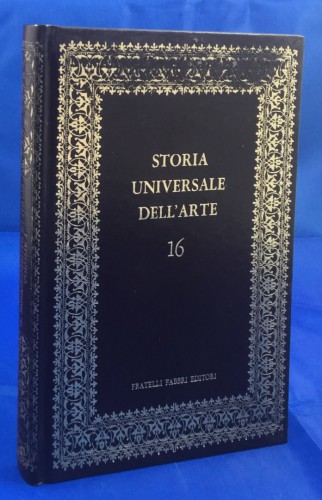 STORIA
UNIVERSALE
DELL'ARTE
16
FRATELLI FABBRI EDITORI